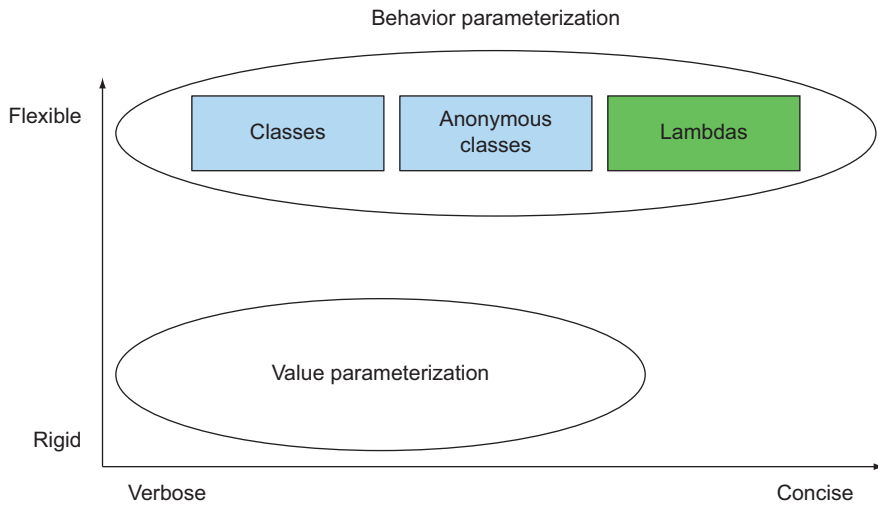 Behavior parameterization
Flexible
Classes
Anonymous
classes
Lambdas
Value parameterization
Rigid
Verbose
Concise